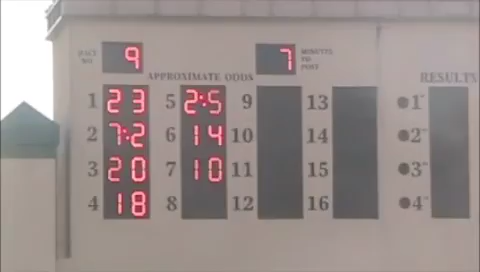 RACE NO 9 7 MINUTES TO POST
APPROXIMATE ODDS RESULTS
1 23 5 2-5 9 13 1st
2 7-2 6 14 10 14 2nd
3 20 7 10 11 15 3rd
4 18 8 12 16 4th